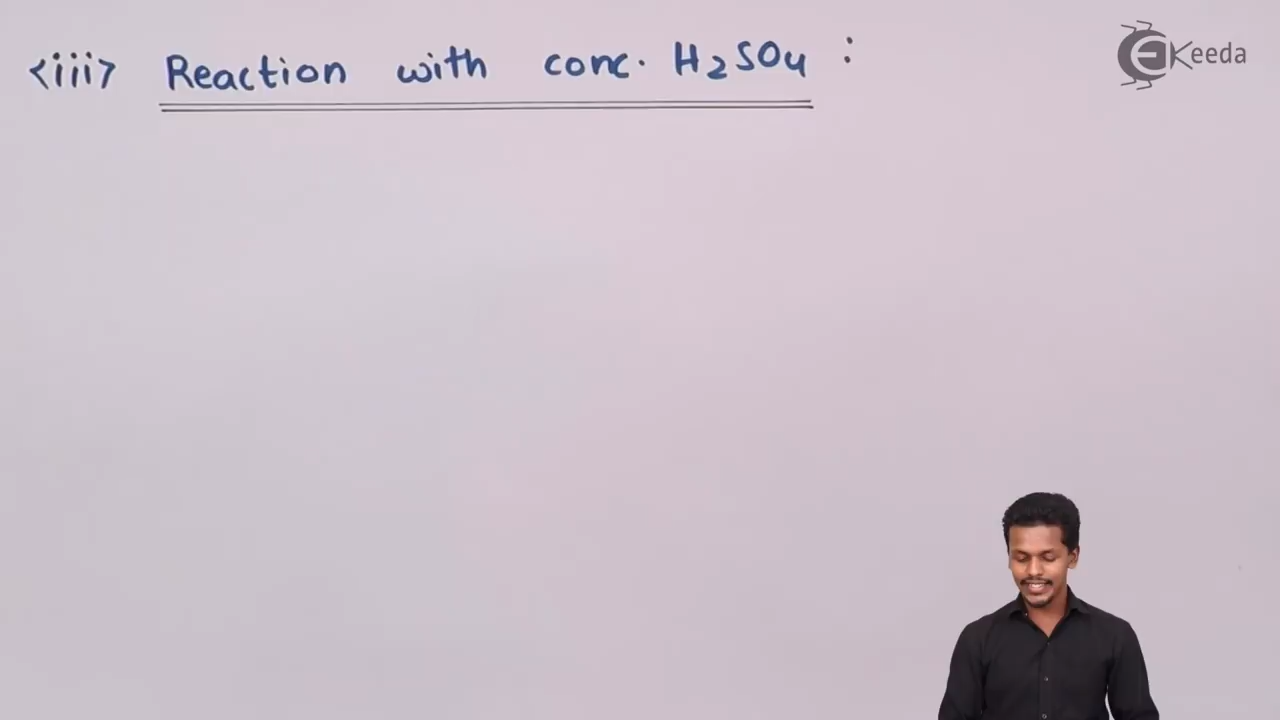 <iii> Reaction with conc. H₂SO₄ :
EKeeda